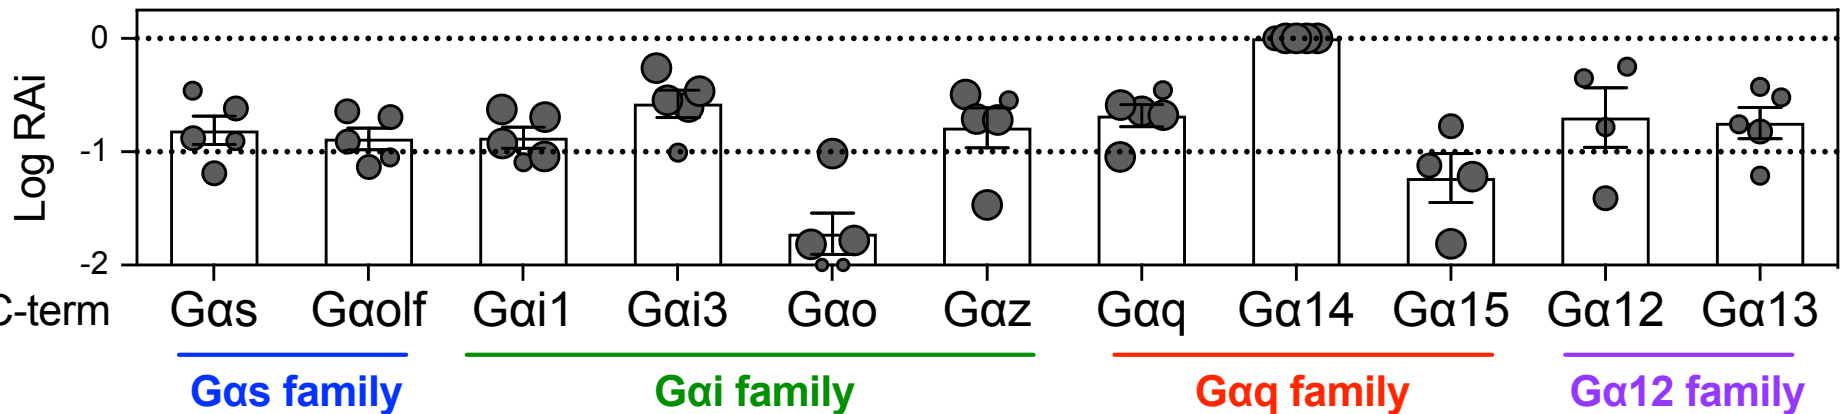 0
Log RAi
-1
-2
C-term Gαs Gαolf Gαi1 Gαi3 Gαo Gαz Gαq Gα14 Gα15 Gα12 Gα13
Gαs family Gαi family Gαq family Gα12 family